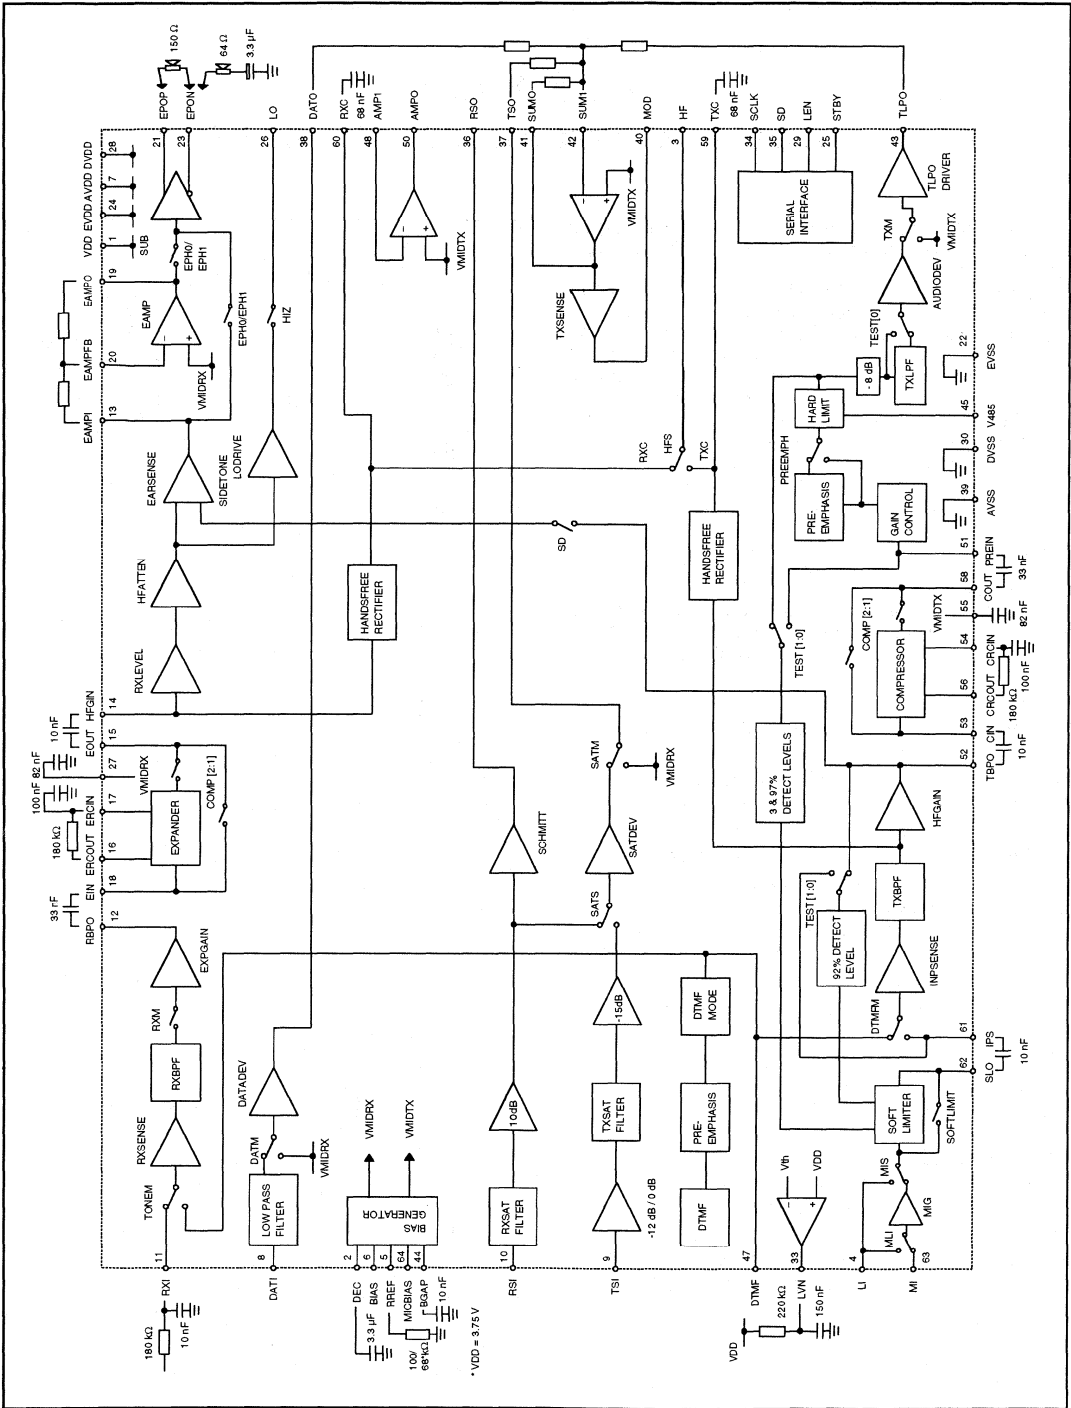 150 Ω
64 Ω
3.3 µF
EPOP
EPON
LO
DATO
RXC
68 nF
AMP1
AMPO
RSO
TSO
SUMO
SUM1
MOD
HF
TXC
68 nF
SCLK
SD
LEN
STBY
TLPO
21
23
26
38
60
48
50
36
37
41
42
40
3
59
34
35
29
25
43
VDD
EVDD
AVDD
DVDD
1
24
7
28
SUB
EPH0/
EPH1
EAMPO
19
EAMP
EAMPFB
20
VMIDRX
EPH0/EPH1
HIZ
EAMPI
13
EARSENSE
SIDETONE
LODRIVE
HFATTEN
RXLEVEL
HANDSFREE
RECTIFIER
VMIDTX
VMIDTX
TXSENSE
SERIAL
INTERFACE
TLPO
DRIVER
TXM
VMIDTX
AUDIODEV
TEST[0]
TXLPF
- 8 dB
HARD
LIMIT
PREEMPH
PRE-
EMPHASIS
GAIN
CONTROL
RXC
HFS
TXC
SD
HANDSFREE
RECTIFIER
TEST [1:0]
COMP [2:1]
COMPRESSOR
VMIDTX
22
EVSS
45
V485
30
DVSS
39
AVSS
51
PREIN
33 nF
58
COUT
55
82 nF
54
CRCIN
100 nF
180 kΩ
56
CRCOUT
53
CIN
10 nF
52
TBPO
HFGIN
14
10 nF
EOUT
15
82 nF
27
VMIDRX
100 nF
ERCIN
17
180 kΩ
ERCOUT
16
EXPANDER
COMP [2:1]
EIN
18
33 nF
RBPO
12
EXPGAIN
RXM
RXBPF
RXSENSE
TONEM
DATADEV
DATM
LOW PASS
FILTER
VMIDRX
VMIDRX
VMIDTX
BIAS
GENERATOR
SCHMITT
SATM
VMIDRX
SATDEV
SATS
-15dB
10dB
TXSAT
FILTER
RXSAT
FILTER
-12 dB / 0 dB
DTMF
MODE
PRE-
EMPHASIS
DTMF
3 & 97%
DETECT LEVELS
HFGAIN
TEST [1:0]
92% DETECT
LEVEL
TXBPF
INPSENSE
DTMFM
61
IPS
10 nF
62
SLO
SOFT
LIMITER
SOFTLIMIT
Vth
VDD
MIS
MIG
MLI
11
RXI
180 kΩ
10 nF
8
DATI
2
6
5
64
44
DEC
BIAS
RREF
MICBIAS
BGAP
3.3 µF
10 nF
100/
68*kΩ
* VDD = 3.75 V
10
RSI
9
TSI
47
DTMF
33
LVN
220 kΩ
VDD
150 nF
4
LI
63
MI